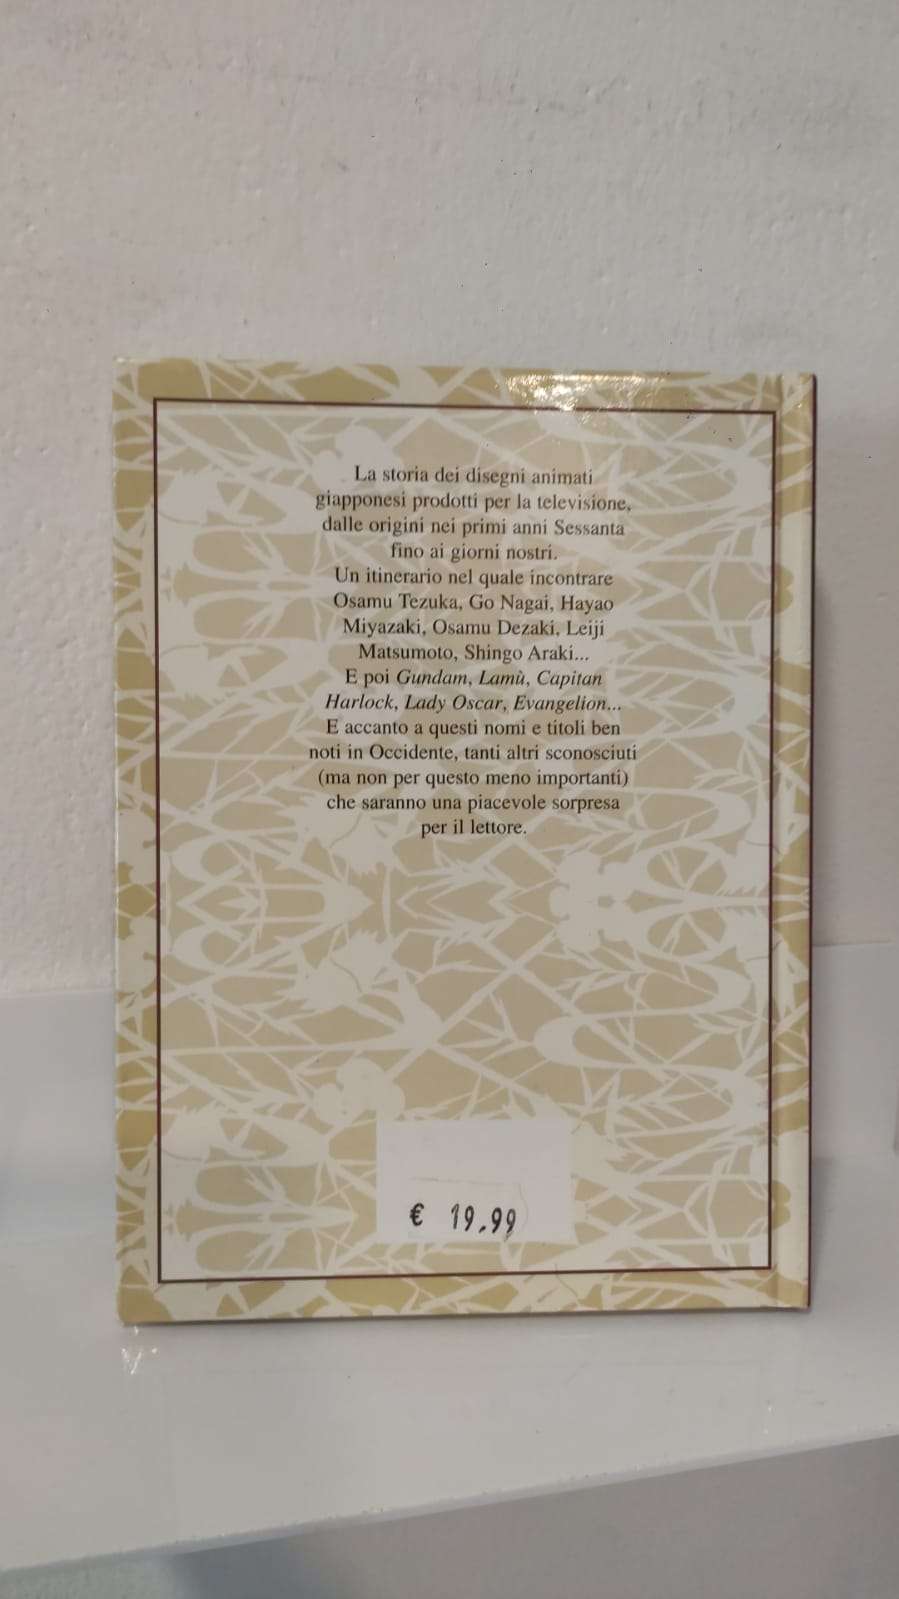 La storia dei disegni animati
giapponesi prodotti per la televisione,
dalle origini nei primi anni Sessanta
fino ai giorni nostri.
Un itinerario nel quale incontrare
Osamu Tezuka, Go Nagai, Hayao
Miyazaki, Osamu Dezaki, Leiji
Matsumoto, Shingo Araki...
E poi Gundam, Lamù, Capitan
Harlock, Lady Oscar, Evangelion...
E accanto a questi nomi e titoli ben
noti in Occidente, tanti altri sconosciuti
(ma non per questo meno importanti)
che saranno una piacevole sorpresa
per il lettore.
€ 19.99